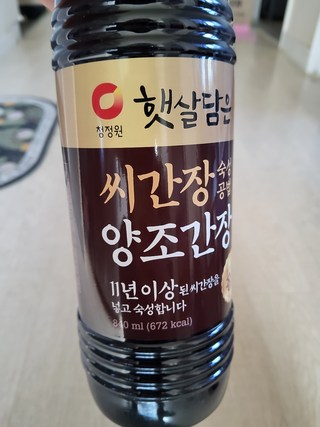 청정원
햇살담은
씨간장 숙성
공법
양조간장
11년 이상 된 씨간장을
넣고 숙성합니다
840 ml (672 kcal)